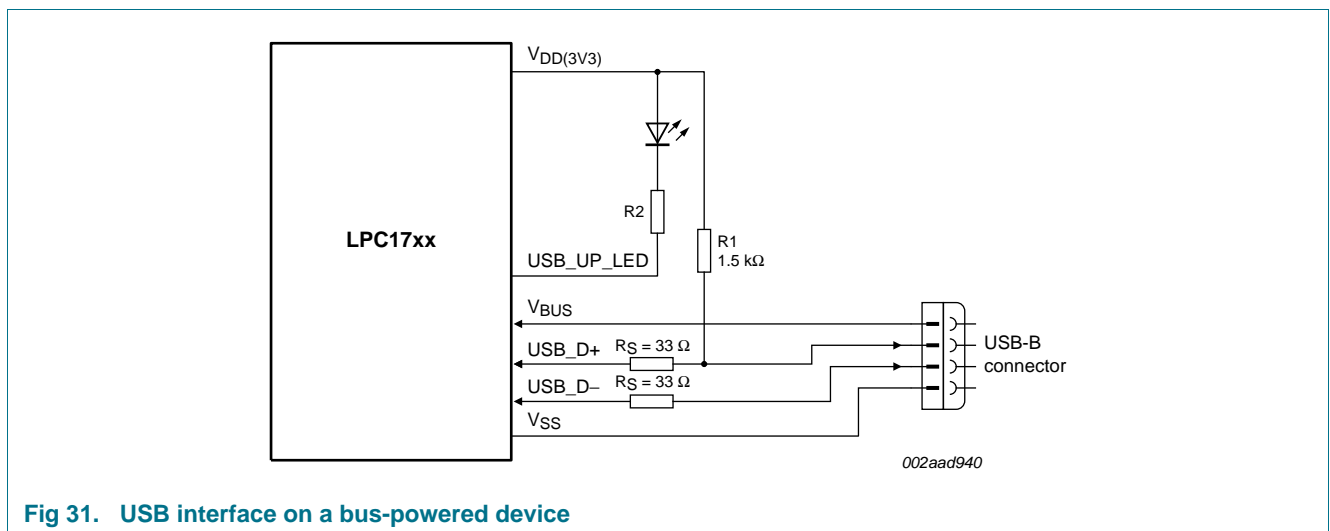 VDD(3V3)
R2
LPC17xx
R1
1.5 kΩ
USB_UP_LED
VBUS
USB_D+
RS = 33 Ω
USB-B
connector
USB_D−
RS = 33 Ω
VSS
002aad940
Fig 31. USB interface on a bus-powered device